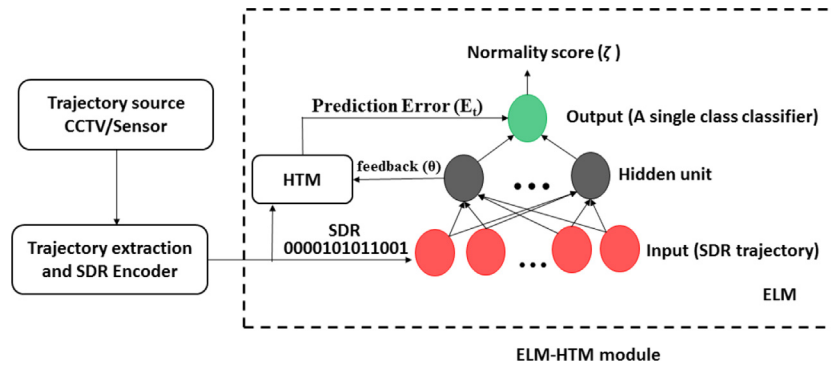 Normality score (ζ )
Trajectory source
CCTV/Sensor
Prediction Error (Eₜ)
Output (A single class classifier)
feedback (θ)
HTM
Hidden unit
Trajectory extraction
and SDR Encoder
SDR
0000101011001
Input (SDR trajectory)
ELM
ELM-HTM module